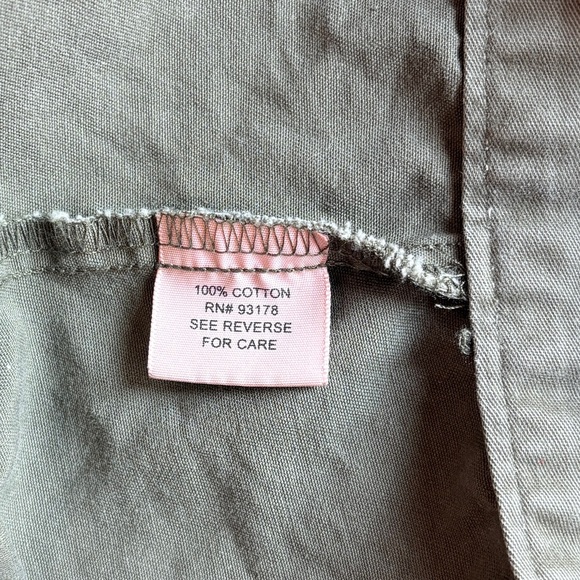 100% COTTON
RN# 93178
SEE REVERSE
FOR CARE